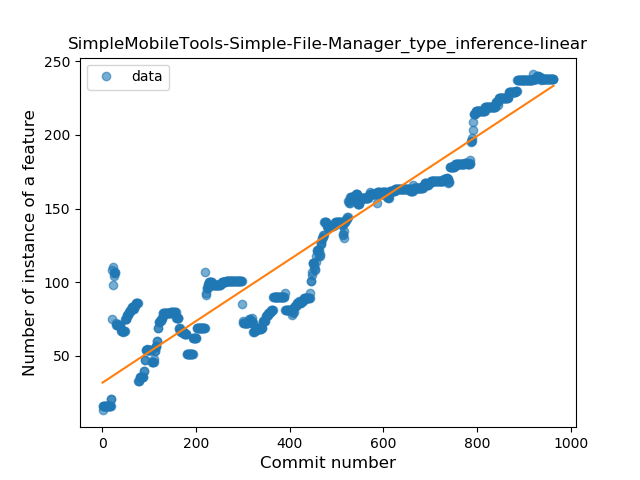 SimpleMobileTools-Simple-File-Manager_type_inference-linear
data
Number of instance of a feature
250
200
150
100
50
0 200 400 600 800 1000
Commit number